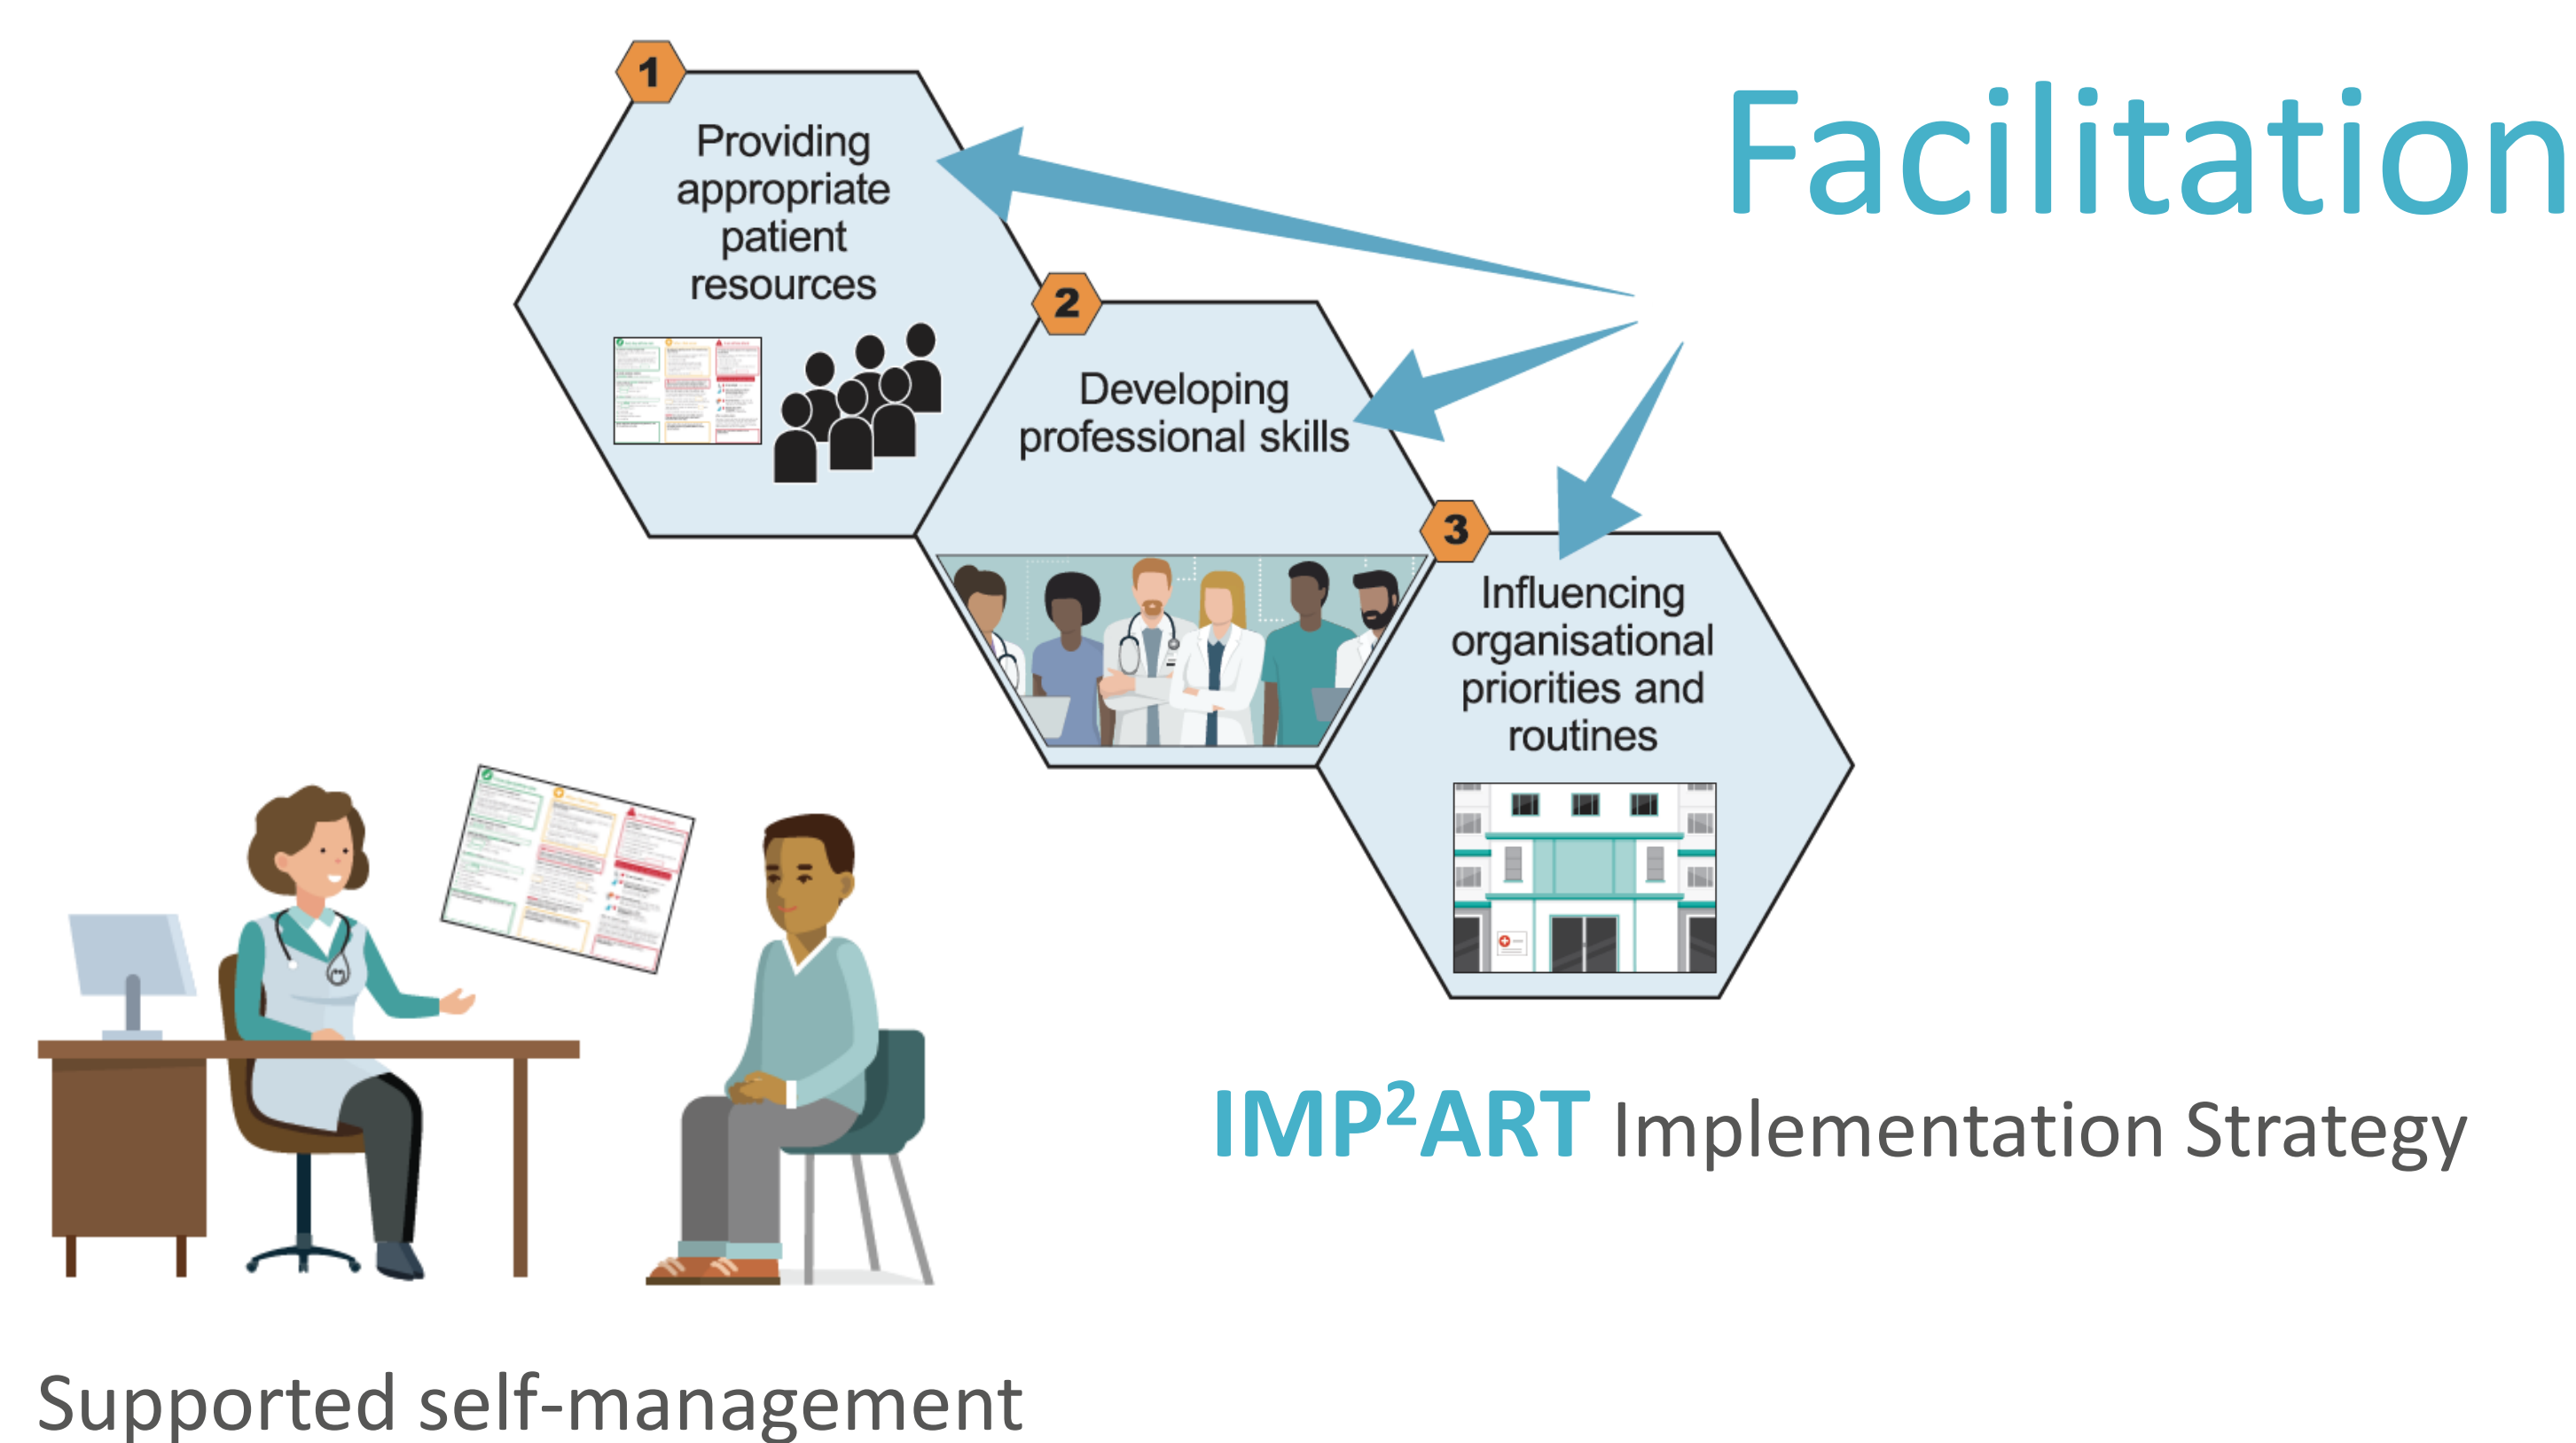 Facilitation
1
Providing
appropriate
patient
resources
2
Developing
professional skills
3
Influencing
organisational
priorities and
routines
IMP²ART Implementation Strategy
Supported self-management